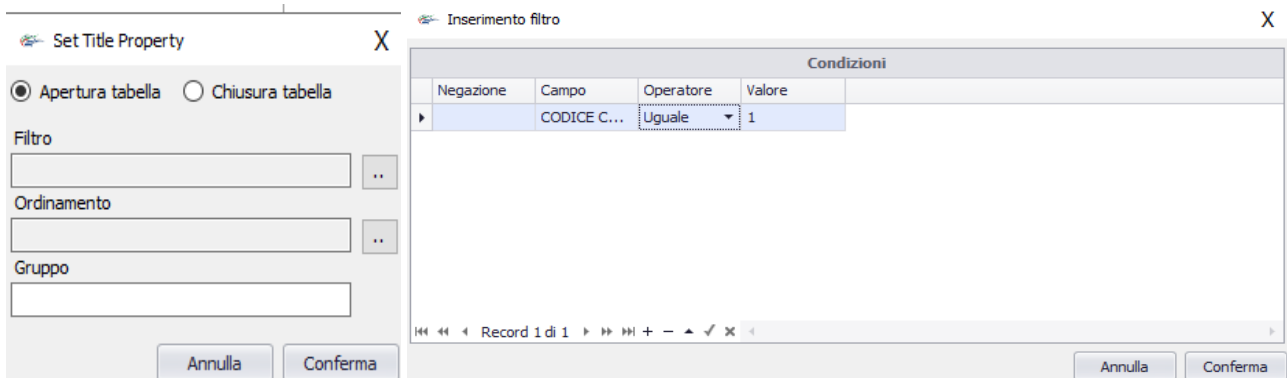 Set Title Property X
Apertura tabella Chiusura tabella
Filtro
..
Ordinamento
..
Gruppo
Annulla Conferma
Inserimento filtro X
Condizioni
Negazione Campo Operatore Valore
CODICE C... Uguale 1
Record 1 di 1
Annulla Conferma